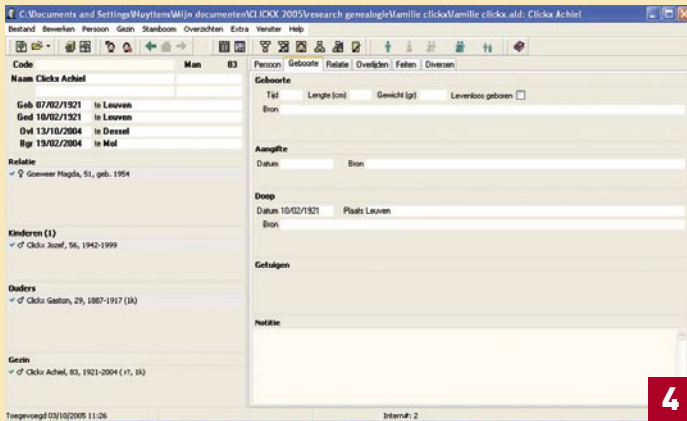 C:\Documents and Settings\Nuyttens\Mijn documenten\CLICKX 2005\research genealogie\familie clickx\familie clickx.ald: Clickx Achiel
Bestand Bewerken Persoon Gezin Stamboom Overzichten Extra Venster Help
Code Man 83
Naam Clickx Achiel
Geb 07/02/1921 te Leuven
Ged 10/02/1921 te Leuven
Ovl 13/10/2004 te Dessel
Bgr 19/02/2004 te Mol
Relatie
♀ Goeweer Magda, 51, geb. 1954
Kinderen (1)
♂ Clickx Jozef, 56, 1942-1999
Ouders
♂ Clickx Gaston, 29, 1887-1917 (1k)
Gezin
♂ Clickx Achiel, 83, 1921-2004 (r7, 1k)
Persoon Geboorte Relatie Overlijden Feiten Diversen
Geboorte
Tijd Lengte (cm) Gewicht (gr) Levenloos geboren
Bron
Aangifte
Datum Bron
Doop
Datum 10/02/1921 Plaats Leuven
Bron
Getuigen
Notitie
Toegevoegd 03/10/2005 11:26 Intern#: 2
4